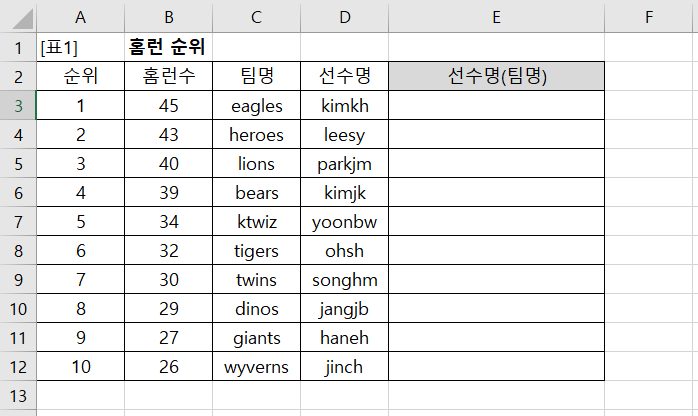 A B C D E F
1 [표1] 홈런 순위
2 순위 홈런수 팀명 선수명 선수명(팀명)
3 1 45 eagles kimkh
4 2 43 heroes leesy
5 3 40 lions parkjm
6 4 39 bears kimjk
7 5 34 ktwiz yoonbw
8 6 32 tigers ohsh
9 7 30 twins songhm
10 8 29 dinos jangjb
11 9 27 giants haneh
12 10 26 wyverns jinch
13